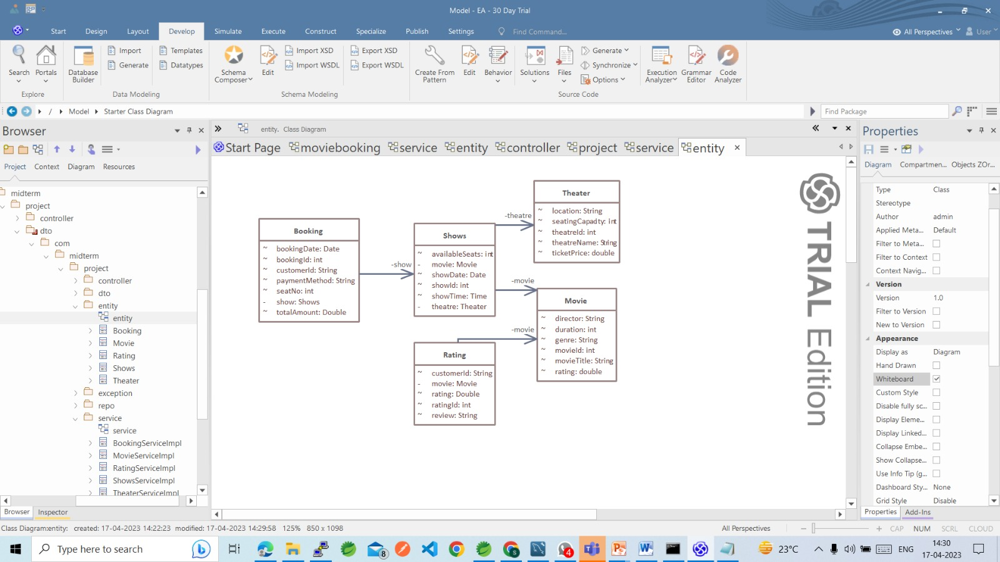 Model - EA - 30 Day Trial
Start Design Layout Develop Simulate Execute Construct Specialize Publish Settings Find Command... All Perspectives User
Import Templates Import XSD Export XSD Generate
Generate Datatypes Import WSDL Export WSDL Synchronize
Search Portals Database Builder Schema Composer Edit Create From Pattern Edit Behavior Solutions Files Options Execution Analyzer Grammar Editor Code Analyzer
Explore Data Modeling Schema Modeling Source Code
/ Model Starter Class Diagram Find Package
Browser
Project Context Diagram Resources
midterm
project
controller
dto
com
midterm
project
controller
dto
entity
entity
Booking
Movie
Rating
Shows
Theater
exception
repo
service
service
BookingServiceImpl
MovieServiceImpl
RatingServiceImpl
ShowsServiceImpl
TheaterServiceImpl
Browser Inspector
entity. Class Diagram
Start Page moviebooking service entity controller project service entity
Booking
~ bookingDate: Date
~ bookingId: int
~ customerId: String
~ paymentMethod: String
~ seatNo: int
- show: Shows
~ totalAmount: Double
-show
Shows
~ availableSeats: int
- movie: Movie
~ showDate: Date
~ showId: int
~ showTime: Time
- theatre: Theater
-theatre
Theater
~ location: String
~ seatingCapadty: int
~ theatreId: int
~ theatreName: String
~ ticketPrice: double
-movie
Movie
~ director: String
~ duration: int
~ genre: String
~ movieId: int
~ movieTitle: String
~ rating: double
-movie
Rating
~ customerId: String
- movie: Movie
~ rating: Double
~ ratingId: int
~ review: String
TRIAL Edition
Properties
Diagram Compartmen... Objects ZOr...
Type Class
Stereotype
Author admin
Applied Meta... Default
Filter to Meta...
Filter to Context
Context Navig...
Version
Version 1.0
Filter to Version
New to Version
Appearance
Display as Diagram
Hand Drawn
Whiteboard
Custom Style
Disable fully sc...
Display Eleme...
Display Linked...
Collapse Embe...
Show Collapse...
Use Info Tip (g...
Dashboard Sty... None
Grid Style Disable
Properties Add-Ins
Class Diagram:entity: created: 17-04-2023 14:22:23 modified: 17-04-2023 14:29:58 125% 850 x 1098 All Perspectives CAP NUM SCRL CLOUD
Type here to search 8 4 23°C ENG 14:30
17-04-2023